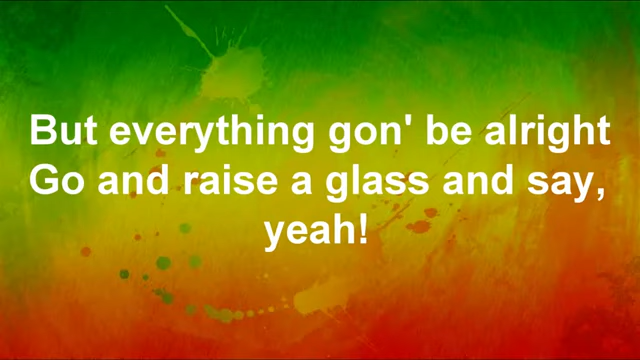 But everything gon' be alright
Go and raise a glass and say,
yeah!